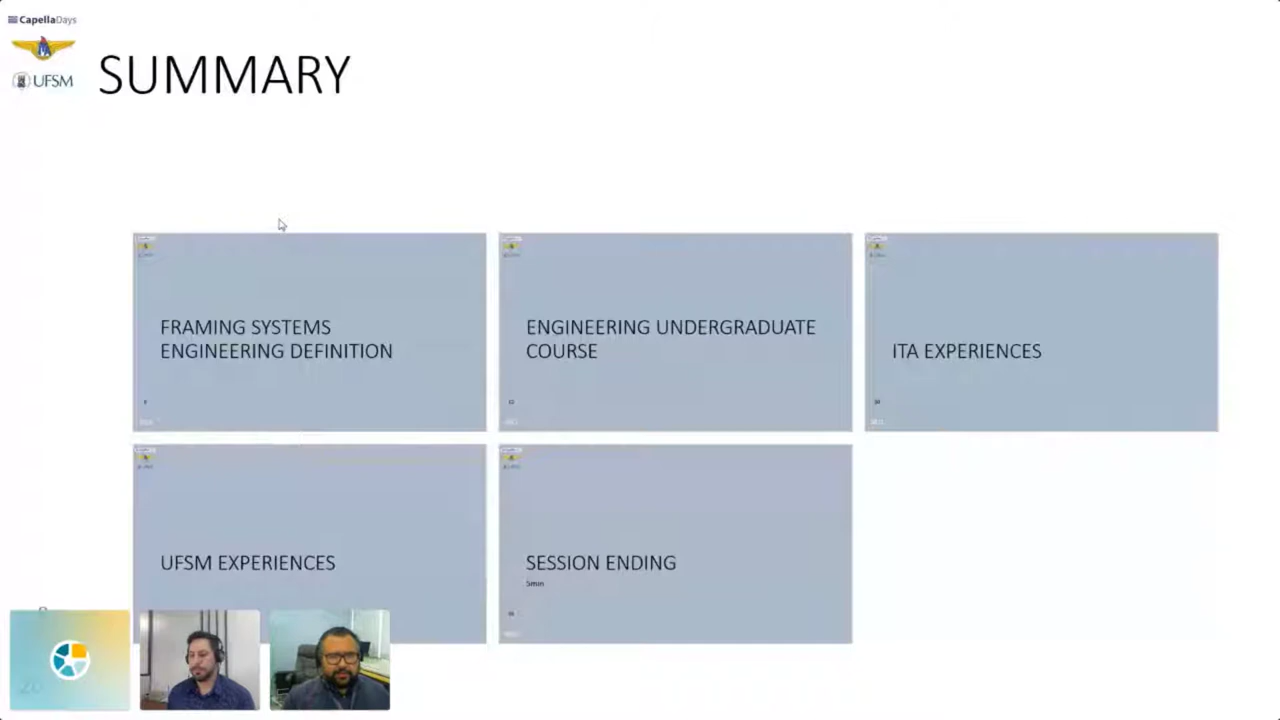 CapellaDays
UFSM
SUMMARY
FRAMING SYSTEMS
ENGINEERING DEFINITION
ENGINEERING UNDERGRADUATE
COURSE
ITA EXPERIENCES
UFSM EXPERIENCES
SESSION ENDING
5min